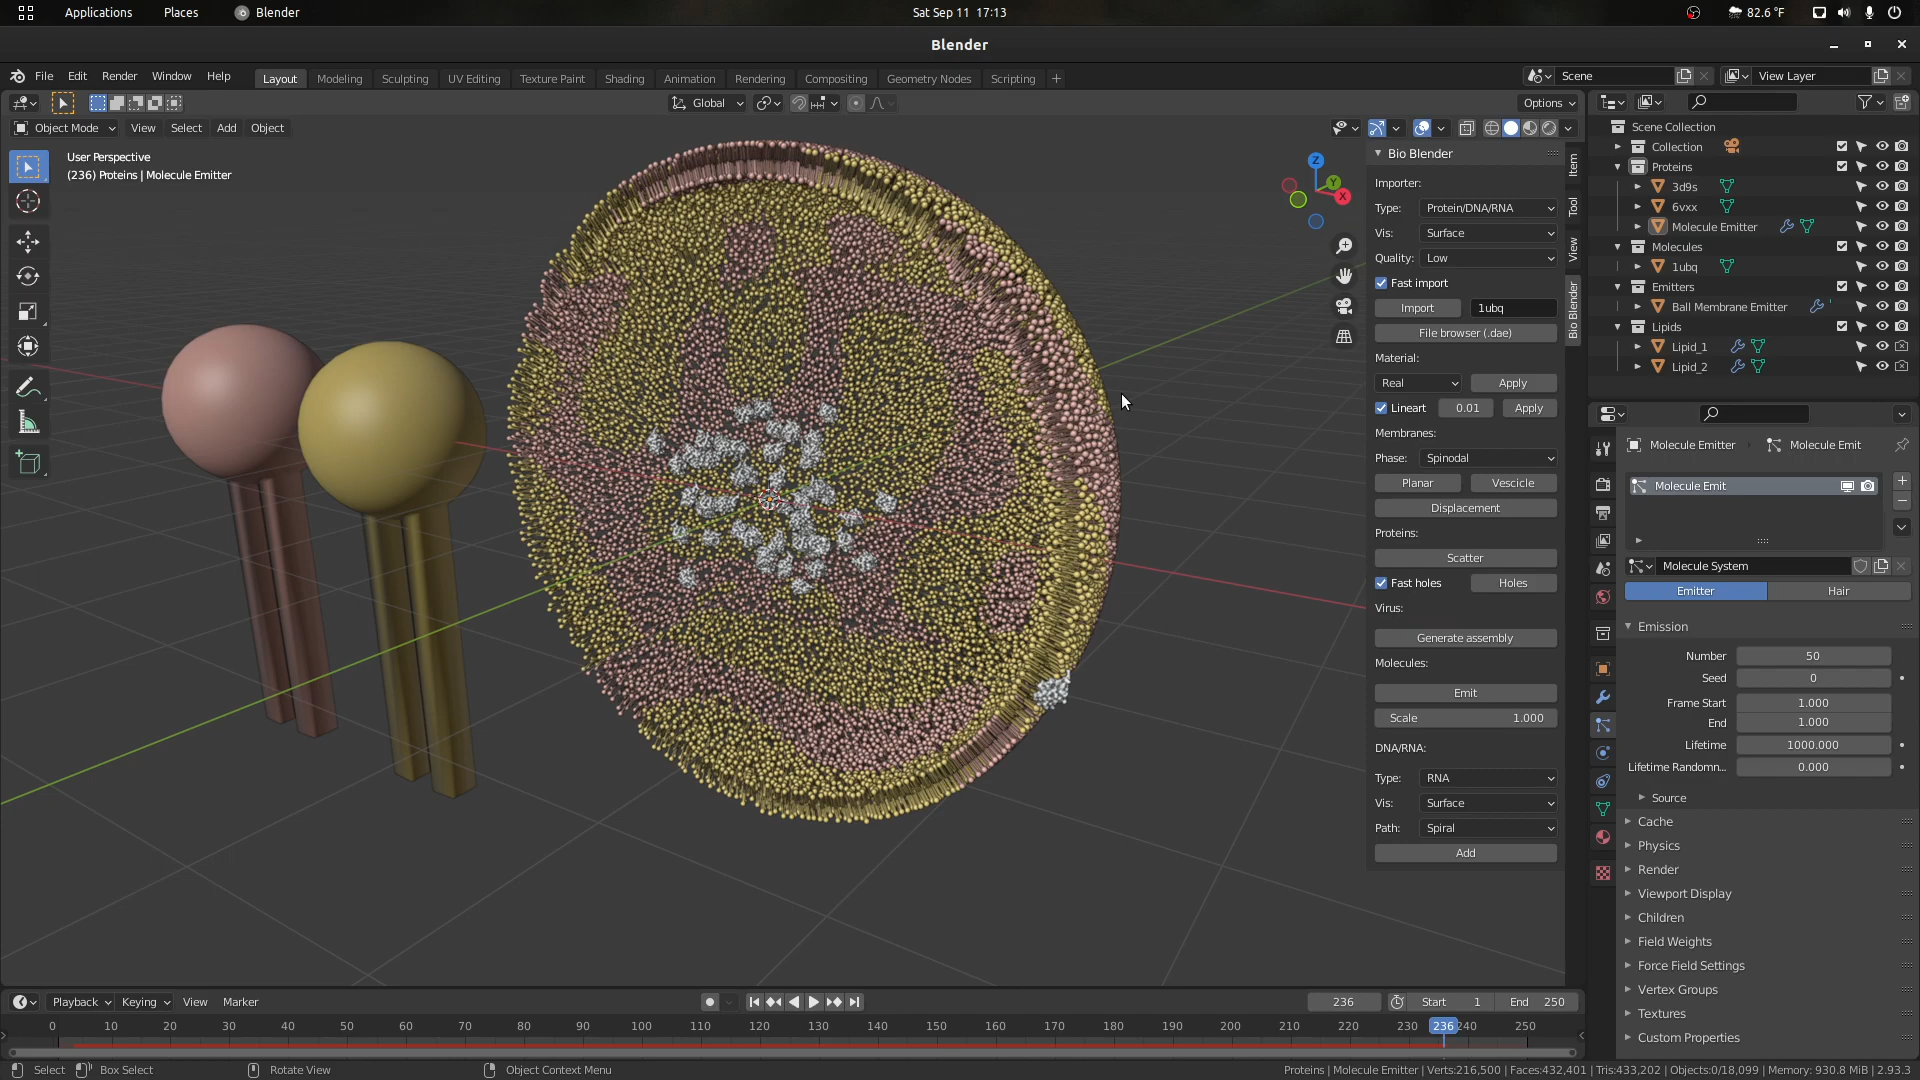 Applications Places Blender Sat Sep 11 17:13 82.6 °F
Blender
File Edit Render Window Help Layout Modeling Sculpting UV Editing Texture Paint Shading Animation Rendering Compositing Geometry Nodes Scripting + Scene View Layer
Global Options
Object Mode View Select Add Object
User Perspective
(236) Proteins | Molecule Emitter
Z
Y
X
Bio Blender
Importer:
Type: Protein/DNA/RNA
Vis: Surface
Quality: Low
Fast import
Import 1ubq
File browser (.dae)
Material:
Real Apply
Lineart 0.01 Apply
Membranes:
Phase: Spinodal
Planar Vescicle
Displacement
Proteins:
Scatter
Fast holes Holes
Virus:
Generate assembly
Molecules:
Emit
Scale 1.000
DNA/RNA:
Type: RNA
Vis: Surface
Path: Spiral
Add
Item
Tool
View
Bio Blender
Scene Collection
Collection
Proteins
3d9s
6vxx
Molecule Emitter
Molecules
1ubq
Emitters
Ball Membrane Emitter
Lipids
Lipid_1
Lipid_2
Molecule Emitter Molecule Emit
Molecule Emit
Molecule System
Emitter Hair
Emission
Number 50
Seed 0
Frame Start 1.000
End 1.000
Lifetime 1000.000
Lifetime Randomn... 0.000
Source
Cache
Physics
Render
Viewport Display
Children
Field Weights
Force Field Settings
Vertex Groups
Textures
Custom Properties
Playback Keying View Marker 236 Start 1 End 250
0 10 20 30 40 50 60 70 80 90 100 110 120 130 140 150 160 170 180 190 200 210 220 230 236 240 250
Select Box Select Rotate View Object Context Menu Proteins | Molecule Emitter | Verts:216,500 | Faces:432,401 | Tris:433,202 | Objects:0/18,099 | Memory: 930.8 MiB | 2.93.3